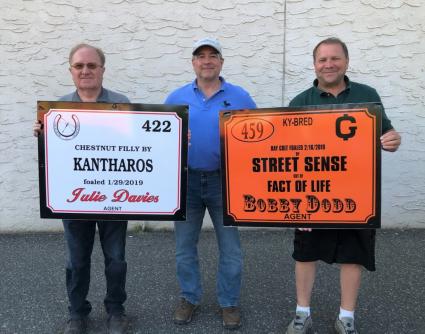 422
CHESTNUT FILLY BY
KANTHAROS
foaled 1/29/2019
Julie Davies
AGENT
459
KY-BRED
G
BAY COLT FOALED 2/16/2019
BY
STREET SENSE
OUT OF
FACT OF LIFE
BOBBY DODD
AGENT